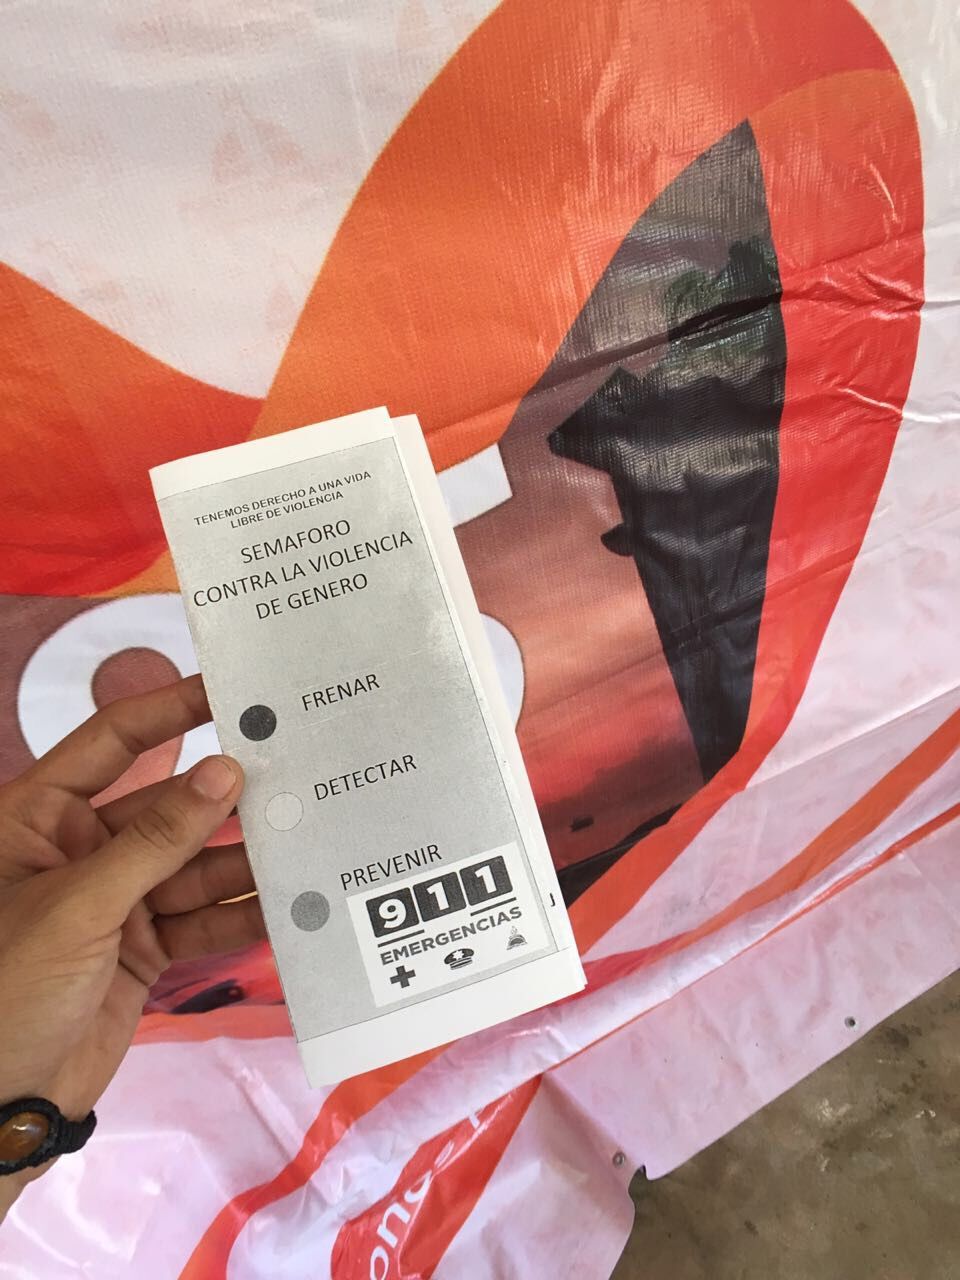 TENEMOS DERECHO A UNA VIDA
LIBRE DE VIOLENCIA
SEMAFORO
CONTRA LA VIOLENCIA
DE GENERO
FRENAR
DETECTAR
PREVENIR
911
EMERGENCIAS